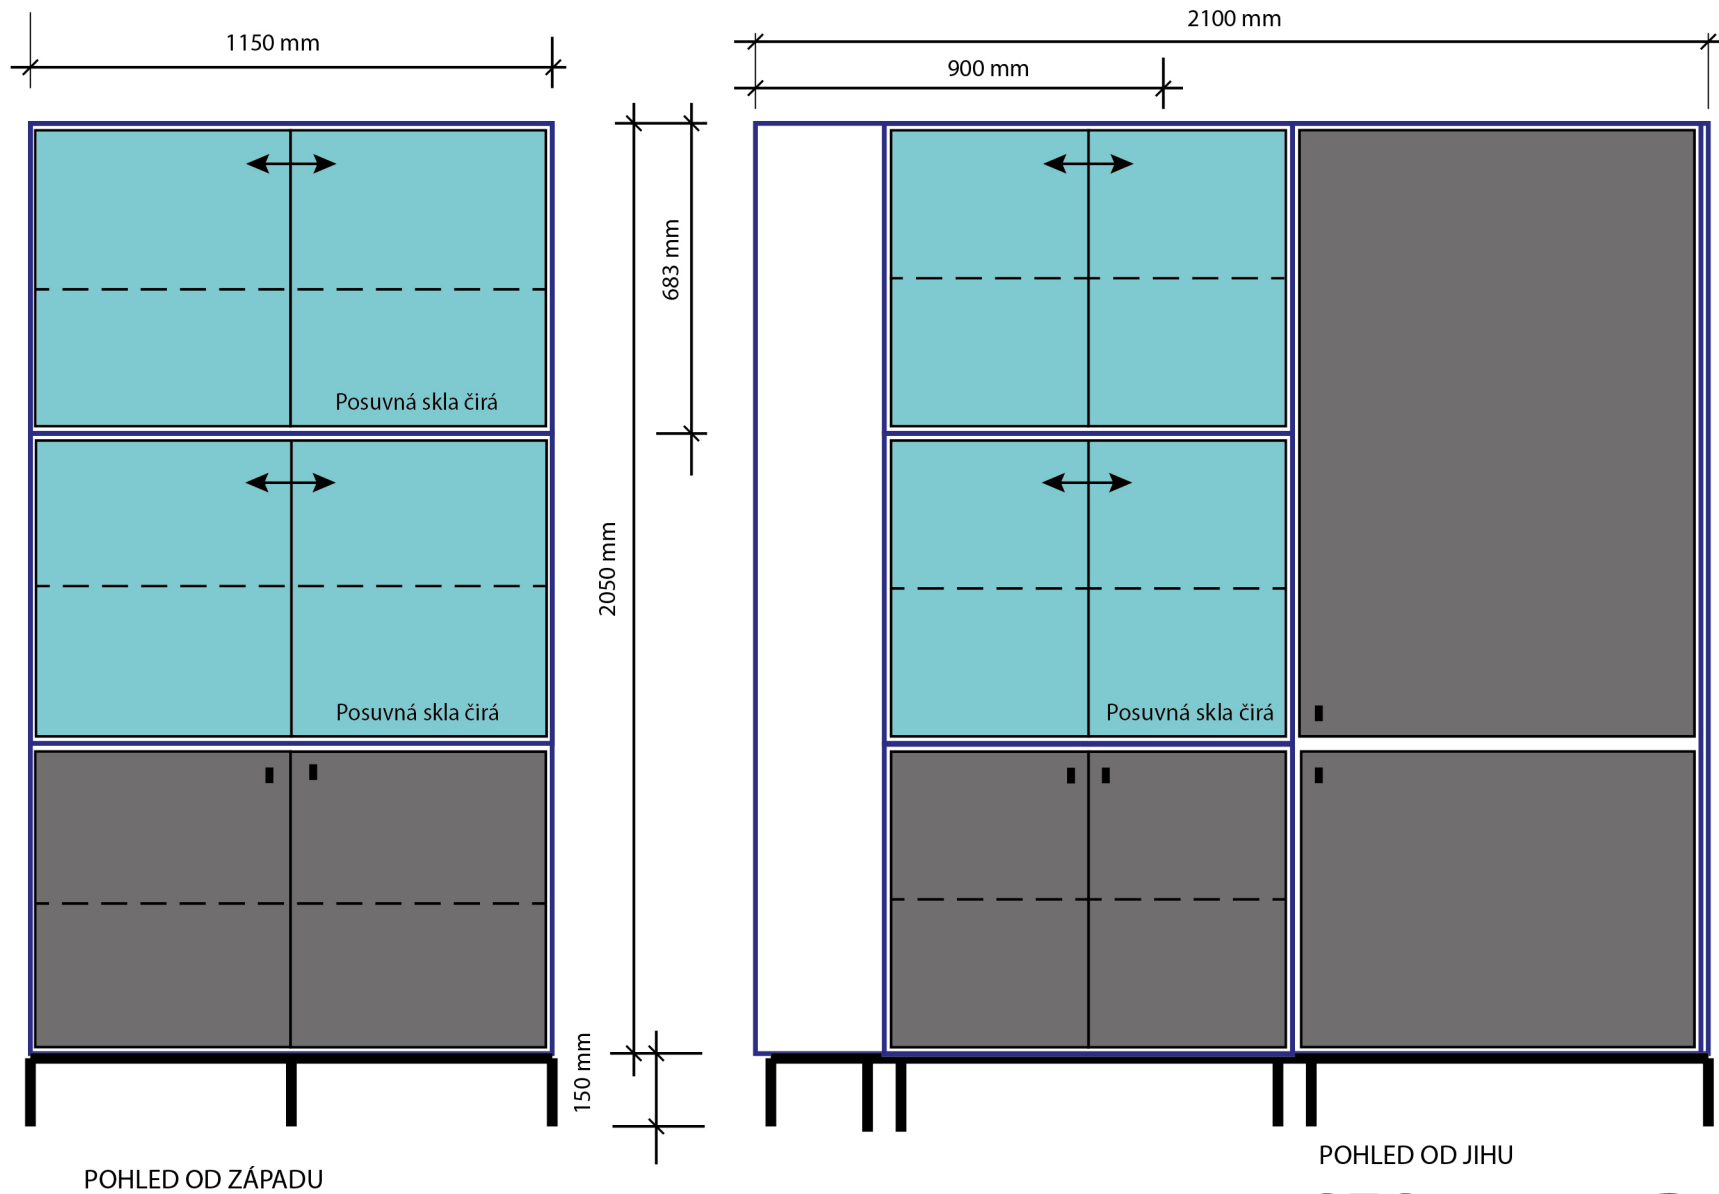 1150 mm
2100 mm
900 mm
683 mm
2050 mm
150 mm
Posuvná skla čirá
Posuvná skla čirá
Posuvná skla čirá
POHLED OD ZÁPADU
POHLED OD JIHU